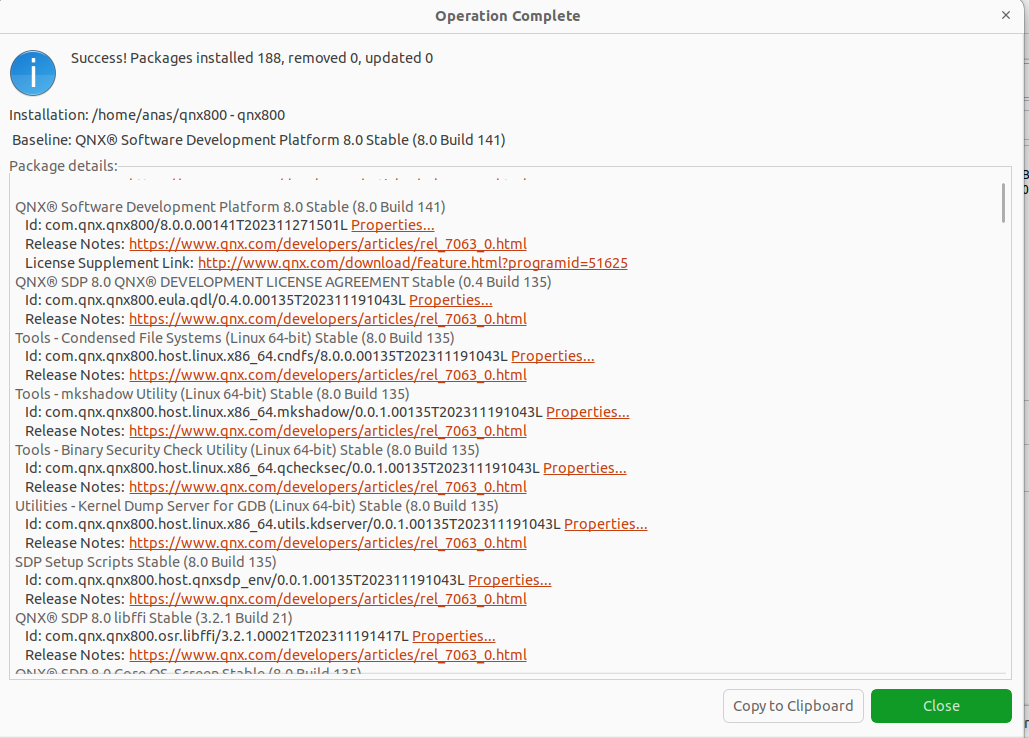 Operation Complete
Success! Packages installed 188, removed 0, updated 0
Installation: /home/anas/qnx800 - qnx800
Baseline: QNX® Software Development Platform 8.0 Stable (8.0 Build 141)
Package details:
QNX® Software Development Platform 8.0 Stable (8.0 Build 141)
Id: com.qnx.qnx800/8.0.0.00141T202311271501L Properties...
Release Notes: https://www.qnx.com/developers/articles/rel_7063_0.html
License Supplement Link: http://www.qnx.com/download/feature.html?programid=51625
QNX® SDP 8.0 QNX® DEVELOPMENT LICENSE AGREEMENT Stable (0.4 Build 135)
Id: com.qnx.qnx800.eula.qdl/0.4.0.00135T202311191043L Properties...
Release Notes: https://www.qnx.com/developers/articles/rel_7063_0.html
Tools - Condensed File Systems (Linux 64-bit) Stable (8.0 Build 135)
Id: com.qnx.qnx800.host.linux.x86_64.cndfs/8.0.0.00135T202311191043L Properties...
Release Notes: https://www.qnx.com/developers/articles/rel_7063_0.html
Tools - mkshadow Utility (Linux 64-bit) Stable (8.0 Build 135)
Id: com.qnx.qnx800.host.linux.x86_64.mkshadow/0.0.1.00135T202311191043L Properties...
Release Notes: https://www.qnx.com/developers/articles/rel_7063_0.html
Tools - Binary Security Check Utility (Linux 64-bit) Stable (8.0 Build 135)
Id: com.qnx.qnx800.host.linux.x86_64.qchecksec/0.0.1.00135T202311191043L Properties...
Release Notes: https://www.qnx.com/developers/articles/rel_7063_0.html
Utilities - Kernel Dump Server for GDB (Linux 64-bit) Stable (8.0 Build 135)
Id: com.qnx.qnx800.host.linux.x86_64.utils.kdserver/0.0.1.00135T202311191043L Properties...
Release Notes: https://www.qnx.com/developers/articles/rel_7063_0.html
SDP Setup Scripts Stable (8.0 Build 135)
Id: com.qnx.qnx800.host.qnxsdp_env/0.0.1.00135T202311191043L Properties...
Release Notes: https://www.qnx.com/developers/articles/rel_7063_0.html
QNX® SDP 8.0 libffi Stable (3.2.1 Build 21)
Id: com.qnx.qnx800.osr.libffi/3.2.1.00021T202311191417L Properties...
Release Notes: https://www.qnx.com/developers/articles/rel_7063_0.html
QNX® SDP 8.0 Core OS-Screen Stable (8.0 Build 135)
Copy to Clipboard
Close